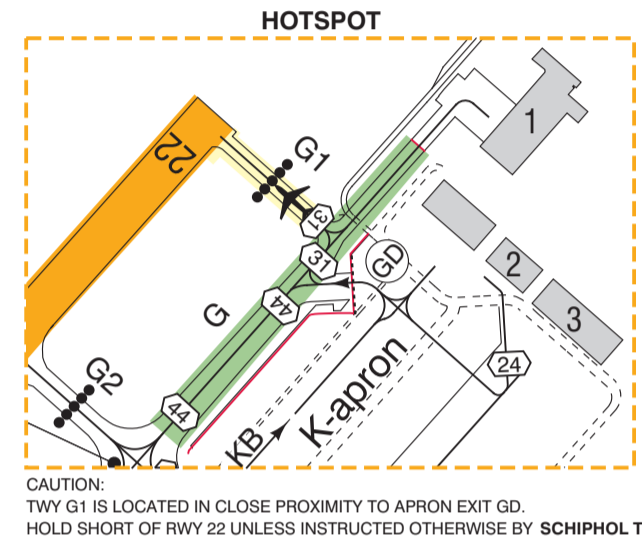 HOTSPOT
22
G1
1
31
31
GD
2
44
G
3
G2
24
44
KB
K-apron
CAUTION:
TWY G1 IS LOCATED IN CLOSE PROXIMITY TO APRON EXIT GD.
HOLD SHORT OF RWY 22 UNLESS INSTRUCTED OTHERWISE BY SCHIPHOL T